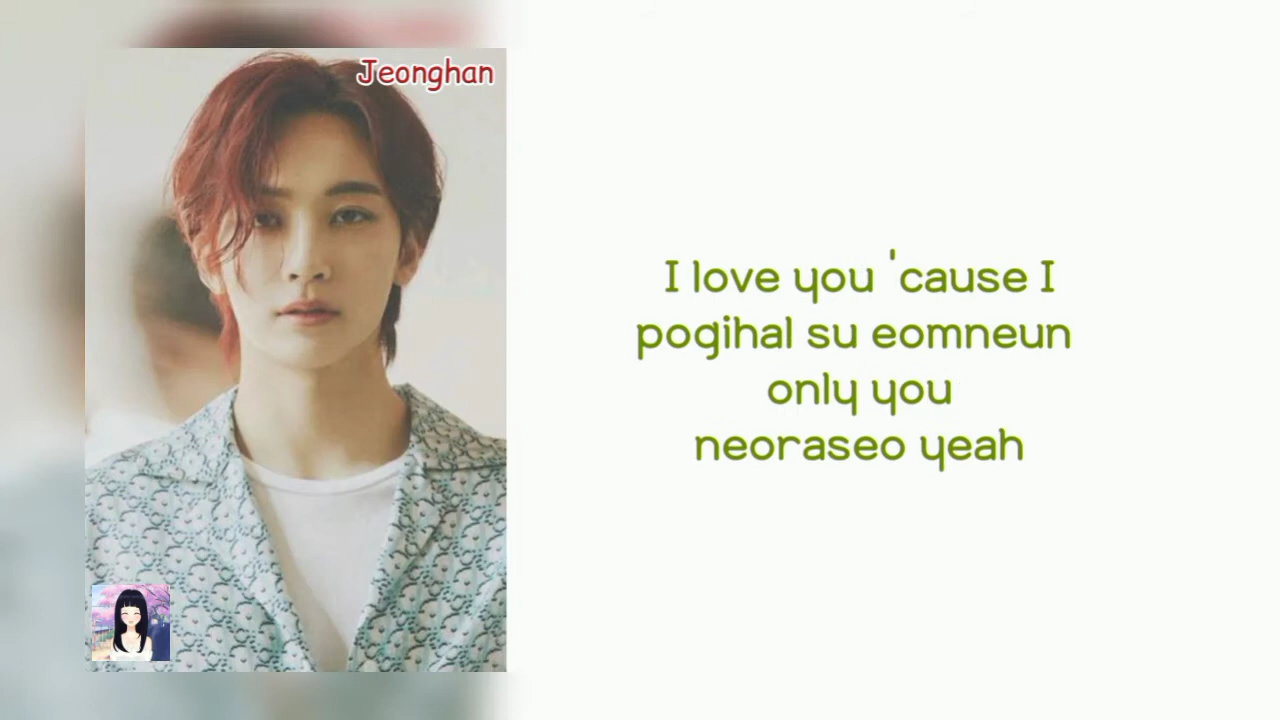 Jeonghan
I love you 'cause I
pogihal su eomneun
only you
neoraseo yeah